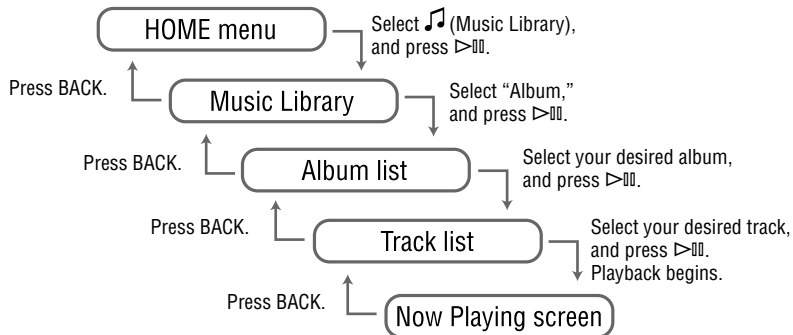 HOME menu
Select ♫ (Music Library),
and press ▷II.
Press BACK.
Music Library
Select “Album,”
and press ▷II.
Press BACK.
Album list
Select your desired album,
and press ▷II.
Press BACK.
Track list
Select your desired track,
and press ▷II.
Playback begins.
Press BACK.
Now Playing screen